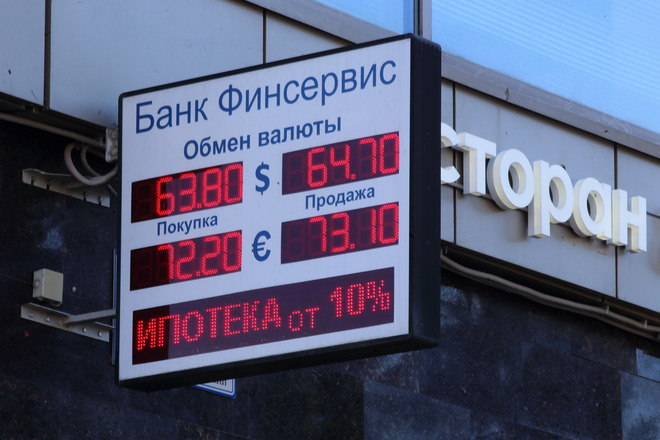 Банк Финсервис
Обмен валюты
63.80 $ 64.70
Покупка Продажа
72.20 € 73.10
ИПОТЕКА от 10%
сторан